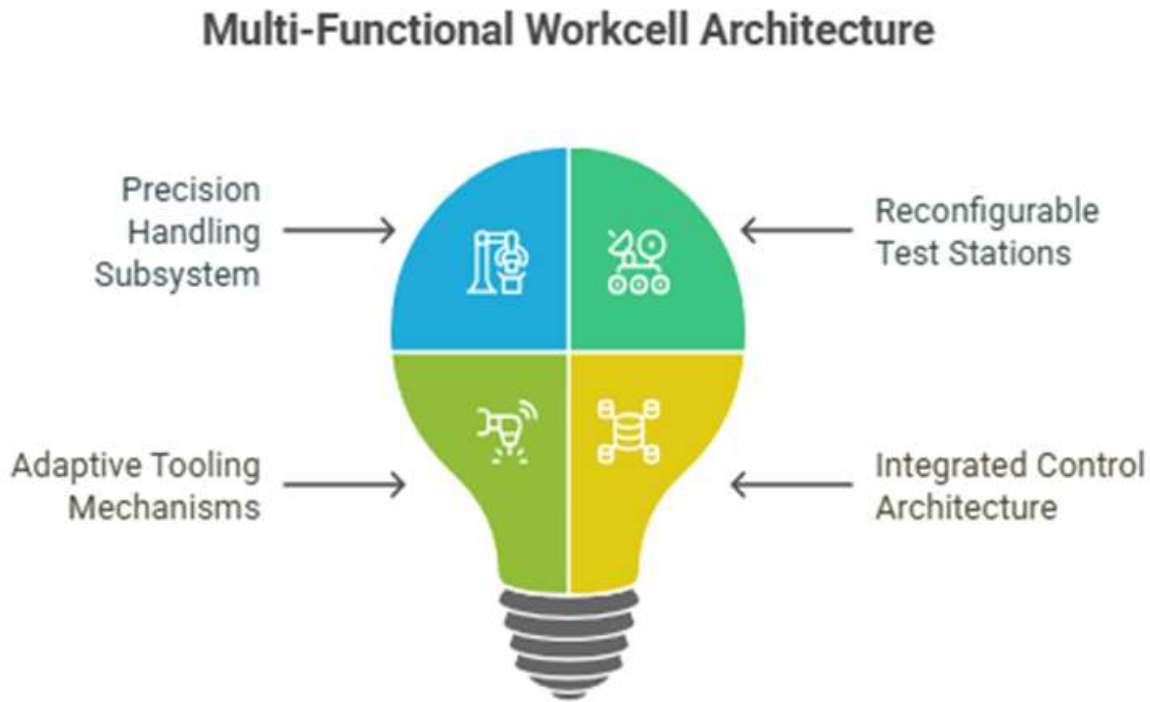 Multi-Functional Workcell Architecture
Precision
Handling
Subsystem
Reconfigurable
Test Stations
Adaptive Tooling
Mechanisms
Integrated Control
Architecture